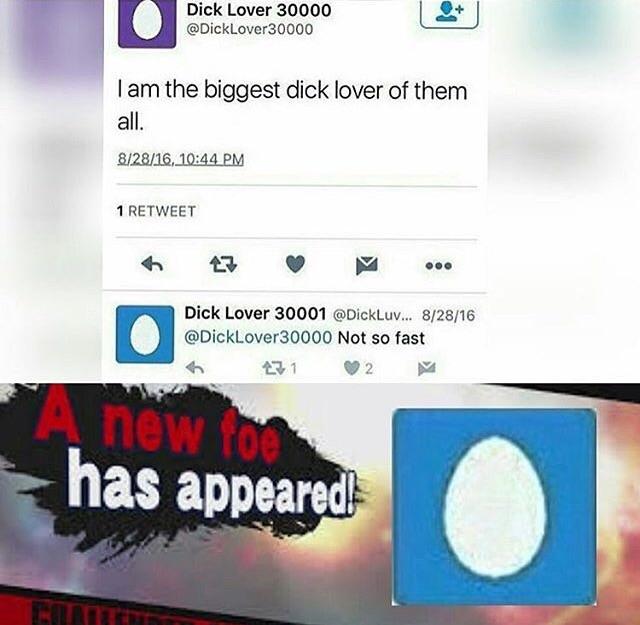 Dick Lover 30000
@DickLover30000
I am the biggest dick lover of them
all.
8/28/16, 10:44 PM
1 RETWEET
Dick Lover 30001 @DickLuv... 8/28/16
@DickLover30000 Not so fast
1 2
A new foe
has appeared!